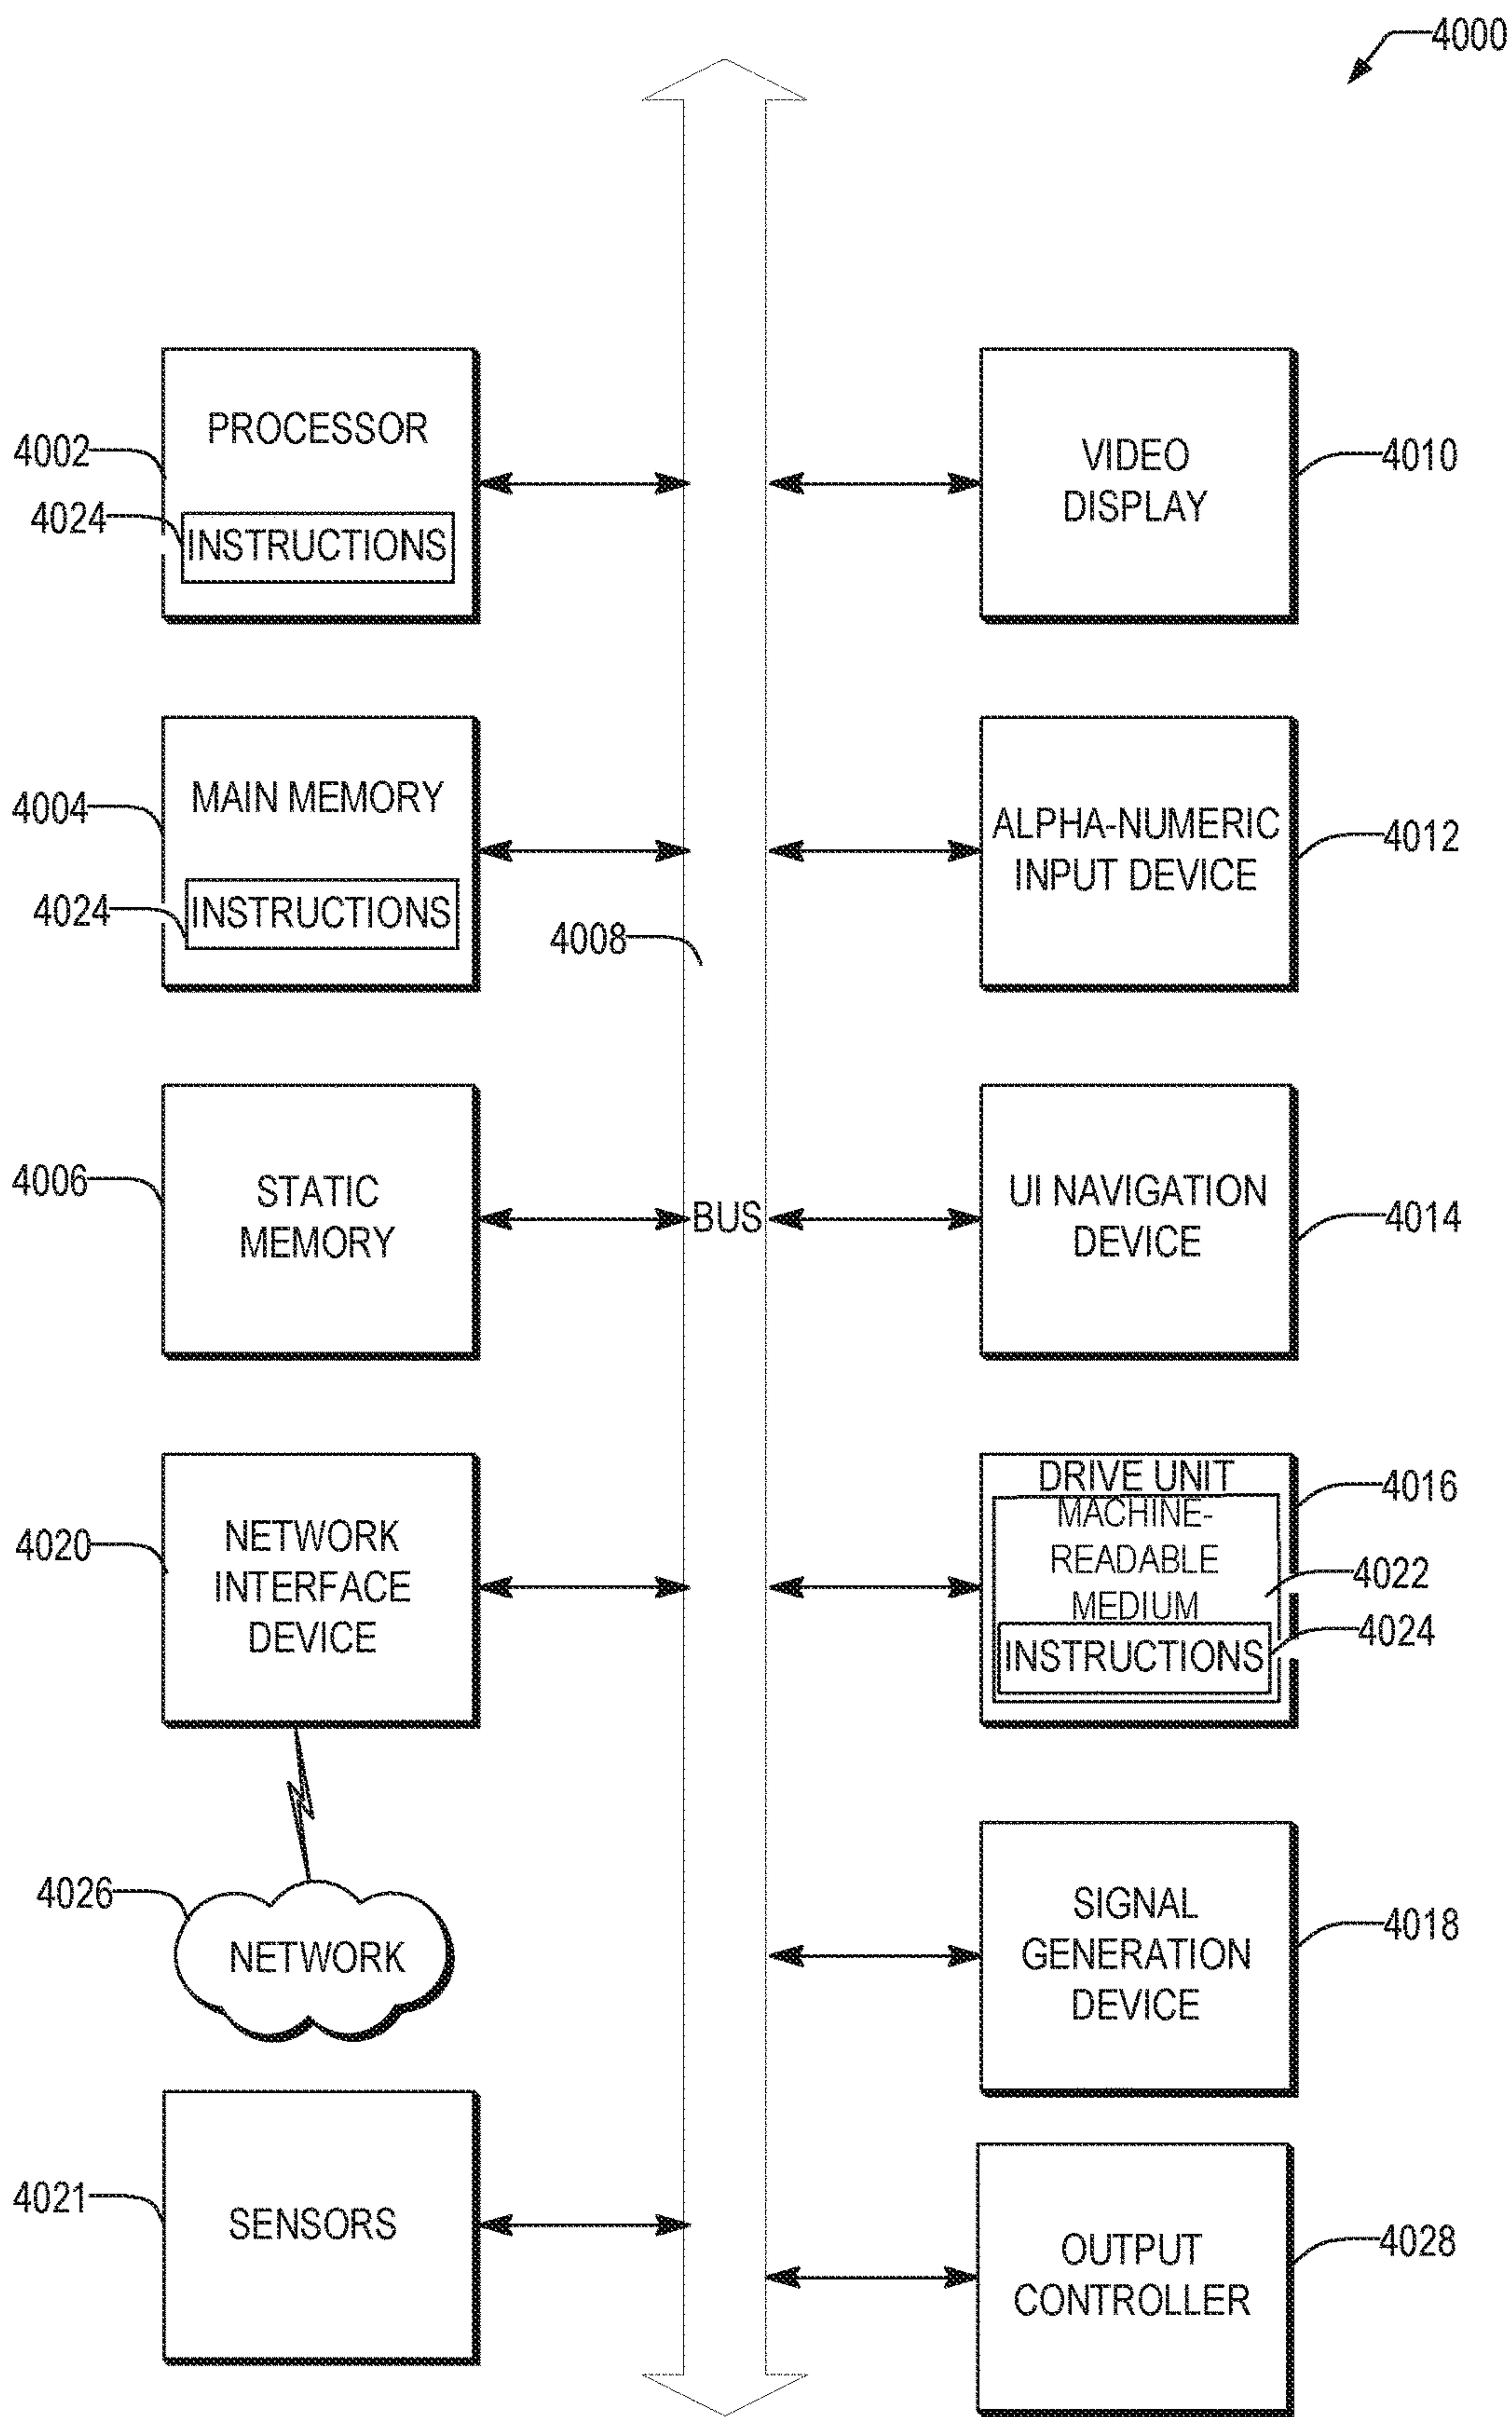 4000
PROCESSOR
4002
4024
INSTRUCTIONS
VIDEO
DISPLAY
4010
MAIN MEMORY
4004
4024
INSTRUCTIONS
4008
ALPHA-NUMERIC
INPUT DEVICE
4012
4006
STATIC
MEMORY
BUS
UI NAVIGATION
DEVICE
4014
4020
NETWORK
INTERFACE
DEVICE
DRIVE UNIT
4016
MACHINE-
READABLE
MEDIUM
4022
4024
INSTRUCTIONS
4026
NETWORK
SIGNAL
GENERATION
DEVICE
4018
4021
SENSORS
OUTPUT
CONTROLLER
4028